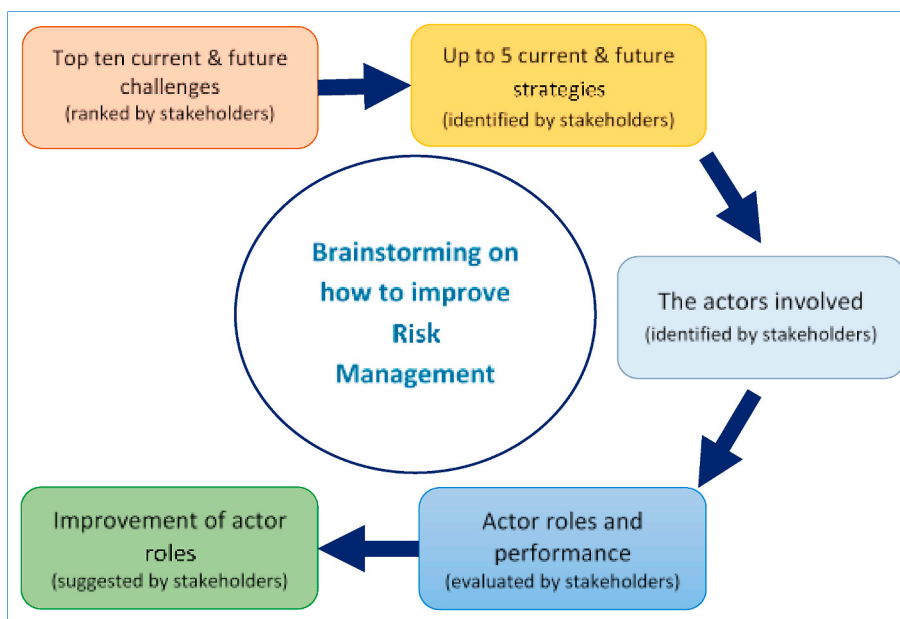 Top ten current & future
challenges
(ranked by stakeholders)
Up to 5 current & future
strategies
(identified by stakeholders)
Brainstorming on
how to improve
Risk
Management
The actors involved
(identified by stakeholders)
Actor roles and
performance
(evaluated by stakeholders)
Improvement of actor
roles
(suggested by stakeholders)